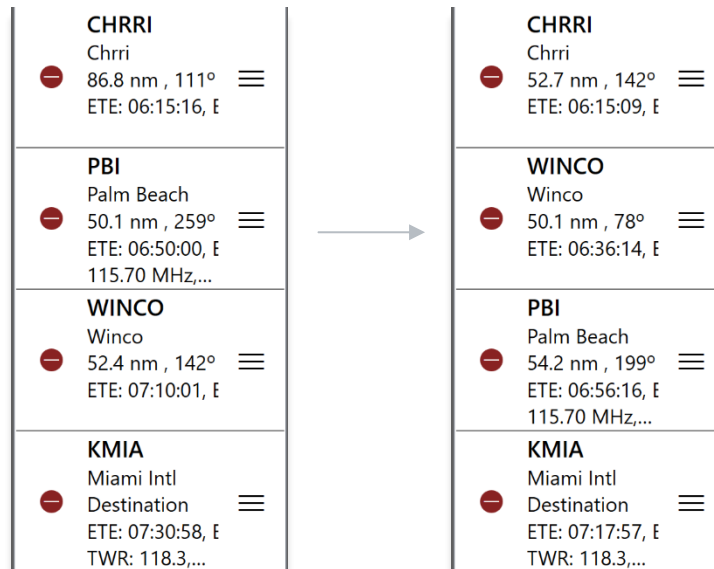 CHRRI
Chrri
86.8 nm , 111º
ETE: 06:15:16, E
PBI
Palm Beach
50.1 nm , 259º
ETE: 06:50:00, E
115.70 MHz,...
WINCO
Winco
52.4 nm , 142º
ETE: 07:10:01, E
KMIA
Miami Intl
Destination
ETE: 07:30:58, E
TWR: 118.3,...
CHRRI
Chrri
52.7 nm , 142º
ETE: 06:15:09, E
WINCO
Winco
50.1 nm , 78º
ETE: 06:36:14, E
PBI
Palm Beach
54.2 nm , 199º
ETE: 06:56:16, E
115.70 MHz,...
KMIA
Miami Intl
Destination
ETE: 07:17:57, E
TWR: 118.3,...